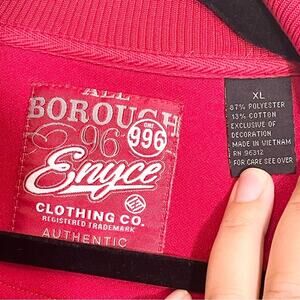 ALL
BOROUGH
96 ONE 996
Enyce
CLOTHING CO.
REGISTERED TRADEMARK
AUTHENTIC
XL
87% POLYESTER
13% COTTON
EXCLUSIVE OF
DECORATION
MADE IN VIETNAM
RN 96312
FOR CARE SEE OVER